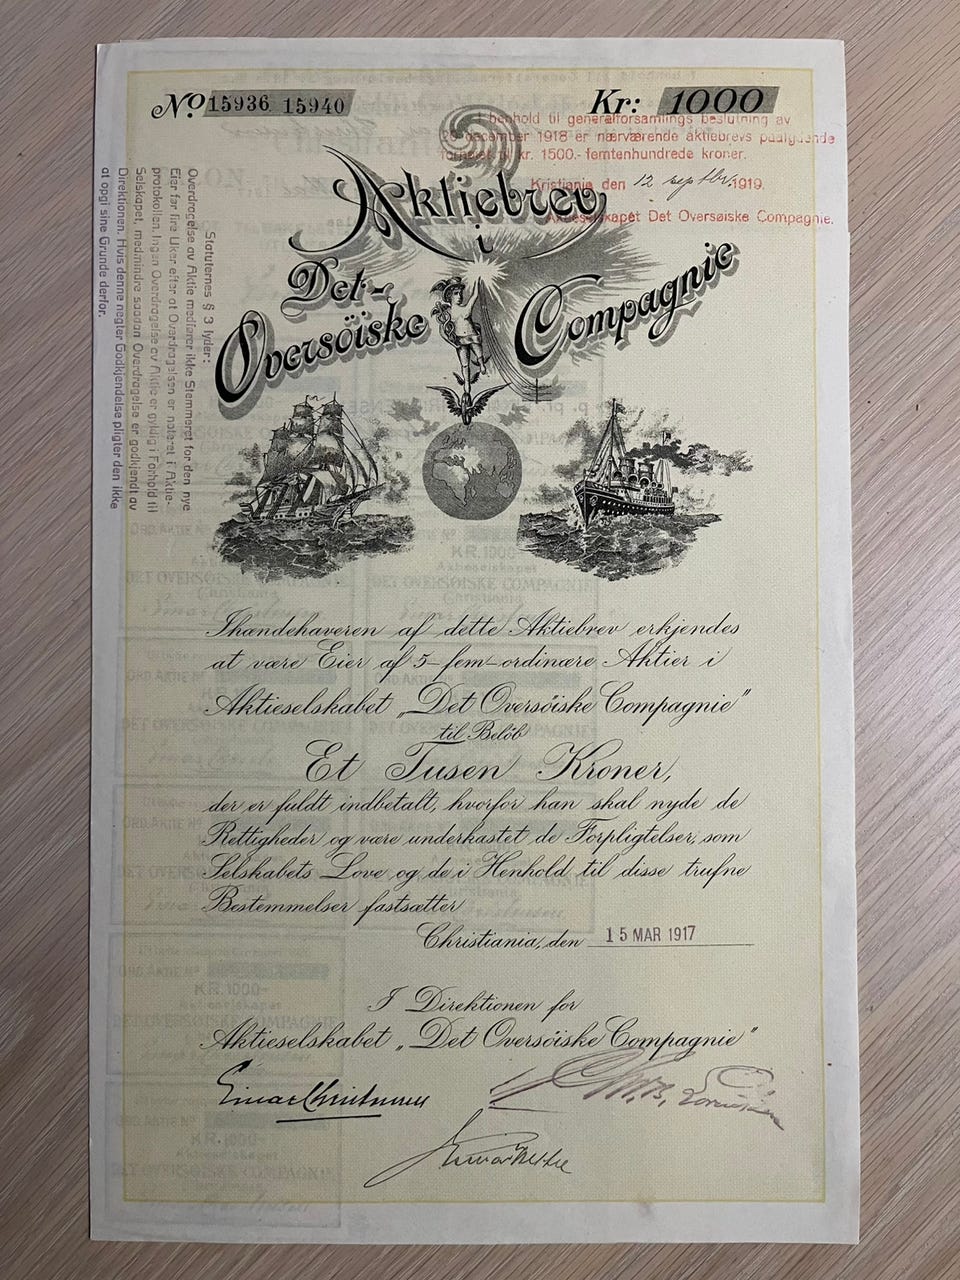 No 15936 15940
Kr: 1000
I henhold til generalforsamlings beslutning av
28 december 1918 er nærværende aktiebrevs paalydende
forhøiet til kr. 1500.- femtenhundrede kroner.
Kristiania den 12 septbr 1919.
Aktieselskapet Det Oversøiske Compagnie.
Aktiebrev
i
Det
Oversöiske Compagnie
Statuternes § 3 lyder:
Overdragelse av Aktie medfører ikke Stemmeret for den nye
Eier før fire Uker efter at Overdragelsen er noteret i Aktie-
protokollen. Ingen Overdragelse av Aktie er gyldig i Forhold til
Selskapet, medmindre saadan Overdragelse er godkjendt av
Direktionen. Hvis denne negter Godkjendelse pligter den ikke
at opgi sine Grunde derfor.
Ihændehaveren af dette Aktiebrev erkjendes
at være Eier af 5 - fem - ordinære Aktier i
Aktieselskabet „Det Oversöiske Compagnie"
til Belöb
Et Tusen Kroner,
der er fuldt indbetalt, hvorfor han skal nyde de
Rettigheder og være underkastet de Forpligtelser, som
Selskabets Love og de i Henhold til disse trufne
Bestemmelser fastsætter
Christiania, den 15 MAR 1917
I Direktionen for
Aktieselskabet „Det Oversöiske Compagnie"
Einar Christensen